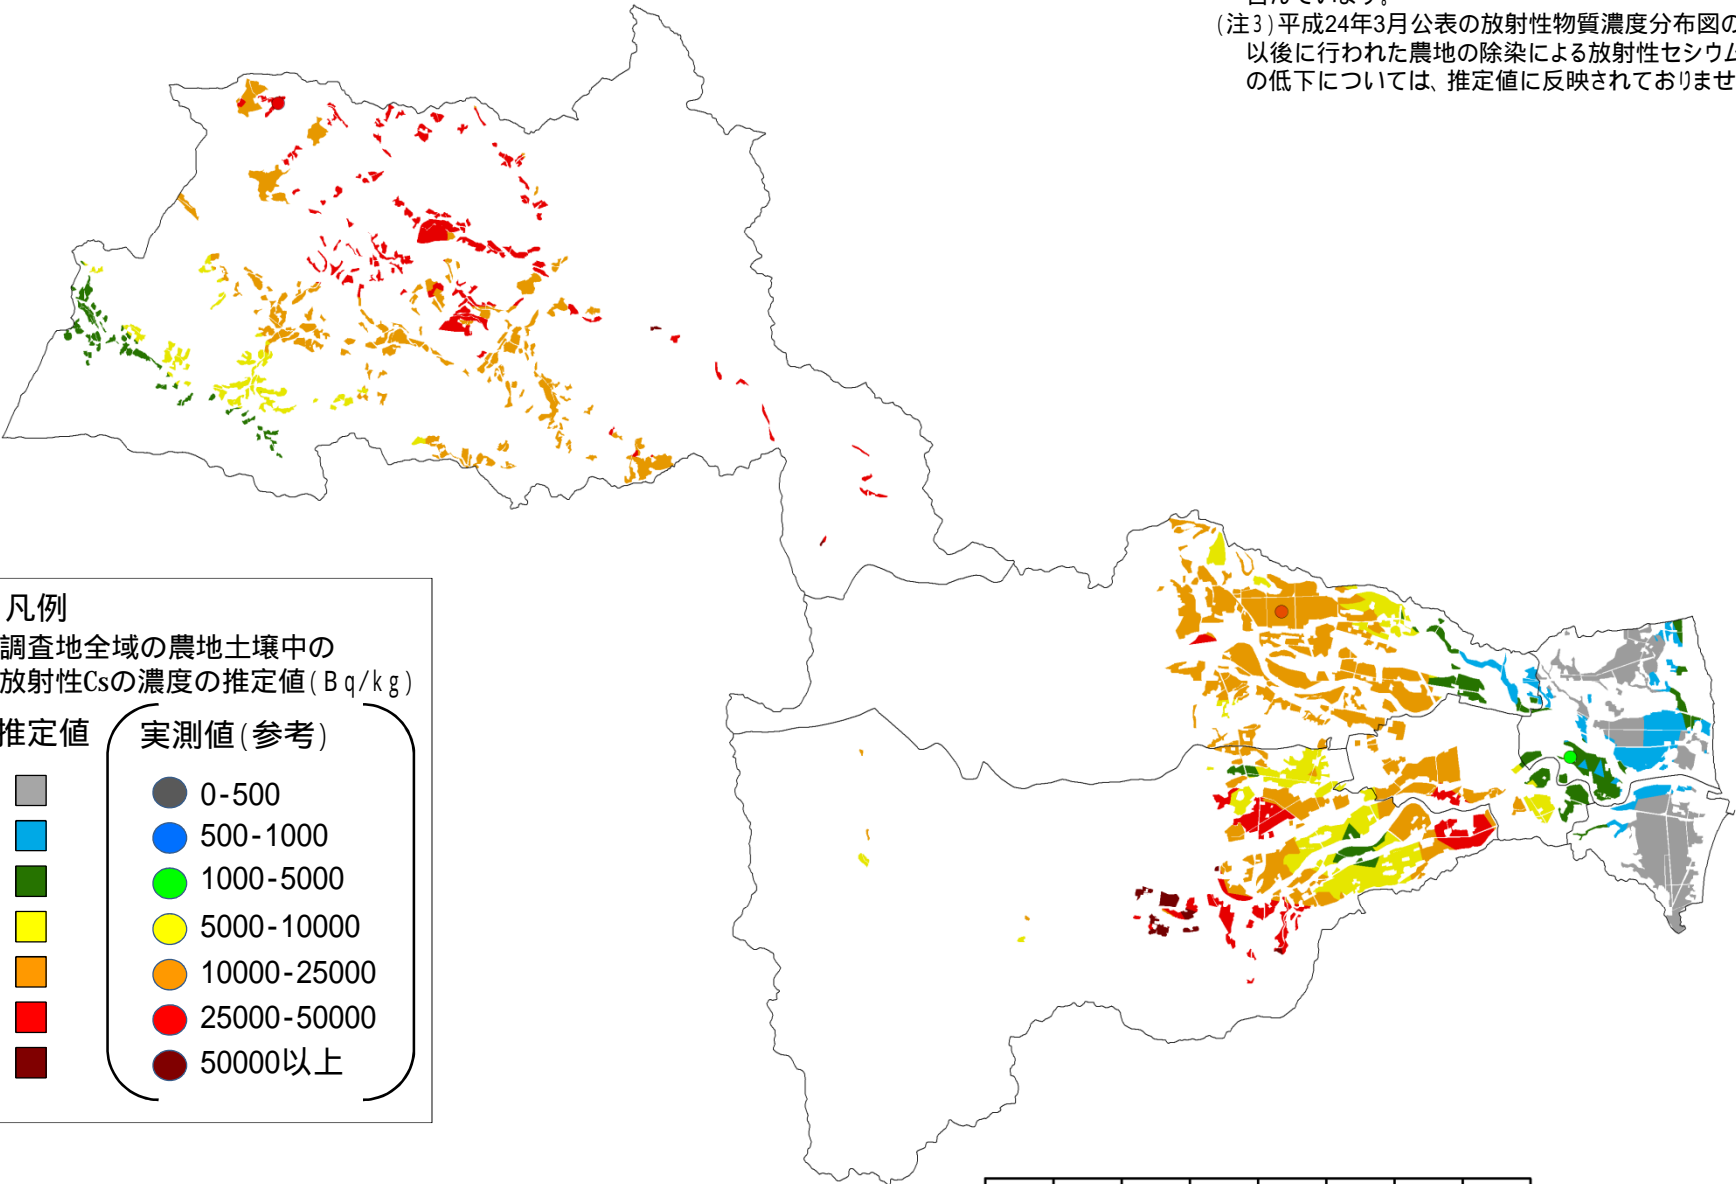 含んでいます。
(注3)平成24年3月公表の放射性物質濃度分布図の
以後に行われた農地の除染による放射性セシウム
の低下については、推定値に反映されておりませ
凡例
調査地全域の農地土壌中の
放射性Csの濃度の推定値(Bq/kg)
推定値 実測値(参考)
0-500
500-1000
1000-5000
5000-10000
10000-25000
25000-50000
50000以上